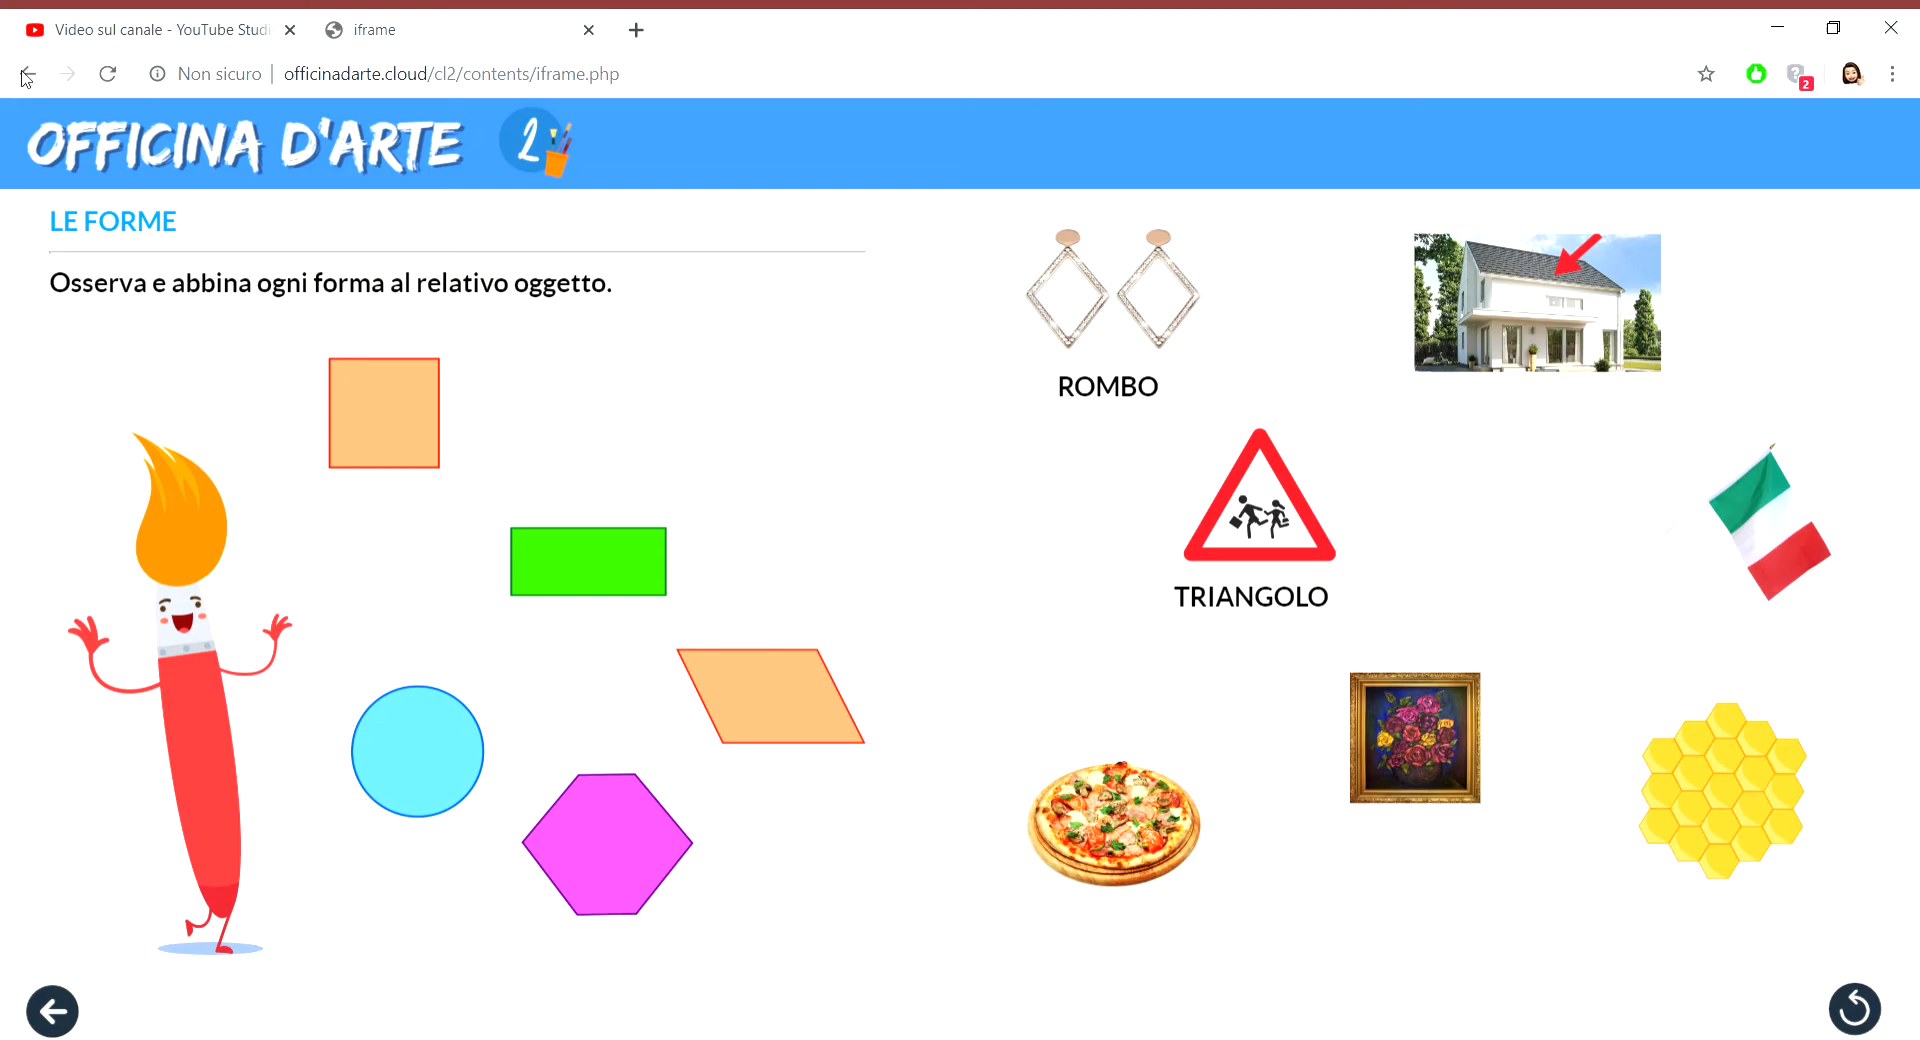 Video sul canale - YouTube Studi
iframe
Non sicuro
officinadarte.cloud/cl2/contents/iframe.php
2
OFFICINA D'ARTE 2
LE FORME
Osserva e abbina ogni forma al relativo oggetto.
ROMBO
TRIANGOLO